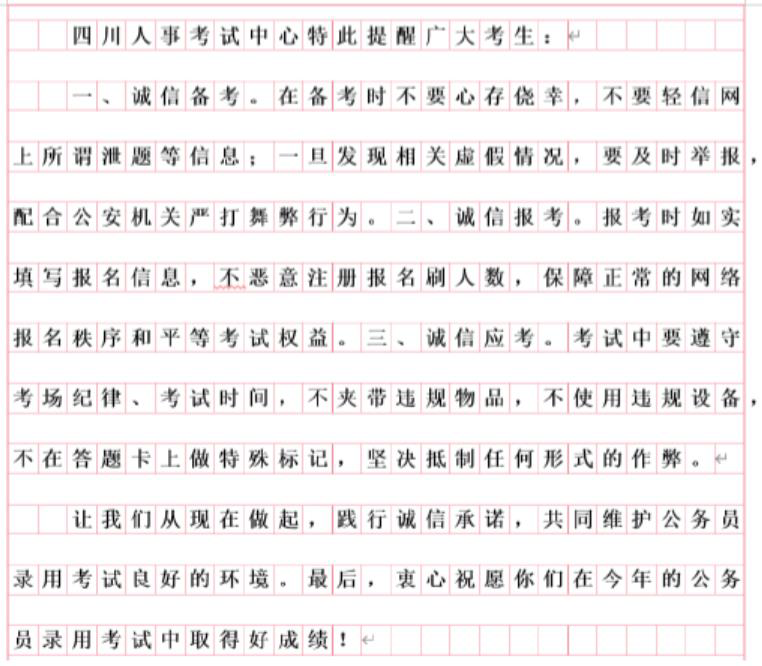 四川人事考试中心特此提醒广大考生：
一、诚信备考。在备考时不要心存侥幸，不要轻信网
上所谓泄题等信息；一旦发现相关虚假情况，要及时举报，
配合公安机关严打舞弊行为。二、诚信报考。报考时如实
填写报名信息，不恶意注册报名刷人数，保障正常的网络
报名秩序和平等考试权益。三、诚信应考。考试中要遵守
考场纪律、考试时间，不夹带违规物品，不使用违规设备，
不在答题卡上做特殊标记，坚决抵制任何形式的作弊。
让我们从现在做起，践行诚信承诺，共同维护公务员
录用考试良好的环境。最后，衷心祝愿你们在今年的公务
员录用考试中取得好成绩！